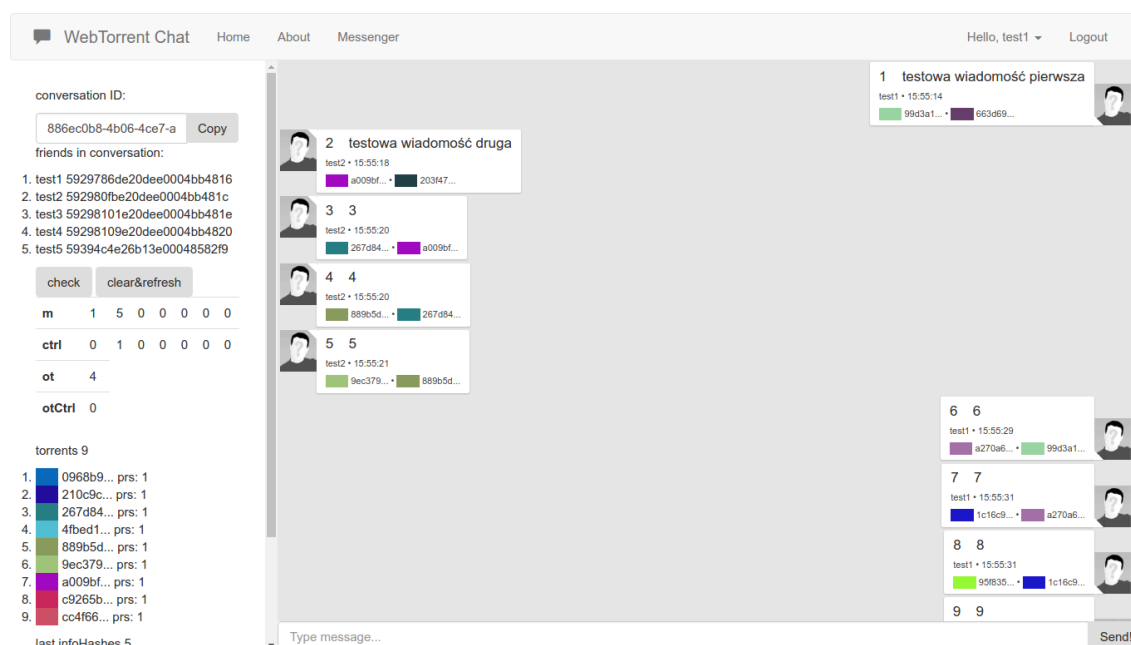 WebTorrent Chat Home About Messenger Hello, test1 Logout
conversation ID:
886ec0b8-4b06-4ce7-a Copy
friends in conversation:
1. test1 5929786de20dee0004bb4816
2. test2 592980fbe20dee0004bb481c
3. test3 59298101e20dee0004bb481e
4. test4 59298109e20dee0004bb4820
5. test5 59394c4e26b13e00048582f9
check clear&refresh
m 1 5 0 0 0 0 0
ctrl 0 1 0 0 0 0 0
ot 4
otCtrl 0
torrents 9
1. 0968b9... prs: 1
2. 210c9c... prs: 1
3. 267d84... prs: 1
4. 4fbed1... prs: 1
5. 889b5d... prs: 1
6. 9ec379... prs: 1
7. a009bf... prs: 1
8. c9265b... prs: 1
9. cc4f66... prs: 1
last infoHashes 5
1 testowa wiadomość pierwsza
test1 • 15:55:14
99d3a1... • 663d69...
2 testowa wiadomość druga
test2 • 15:55:18
a009bf... • 203f47...
3 3
test2 • 15:55:20
267d84... • a009bf...
4 4
test2 • 15:55:20
889b5d... • 267d84...
5 5
test2 • 15:55:21
9ec379... • 889b5d...
6 6
test1 • 15:55:29
a270a6... • 99d3a1...
7 7
test1 • 15:55:31
1c16c9... • a270a6...
8 8
test1 • 15:55:31
95f835... • 1c16c9...
9 9
Type message... Send!